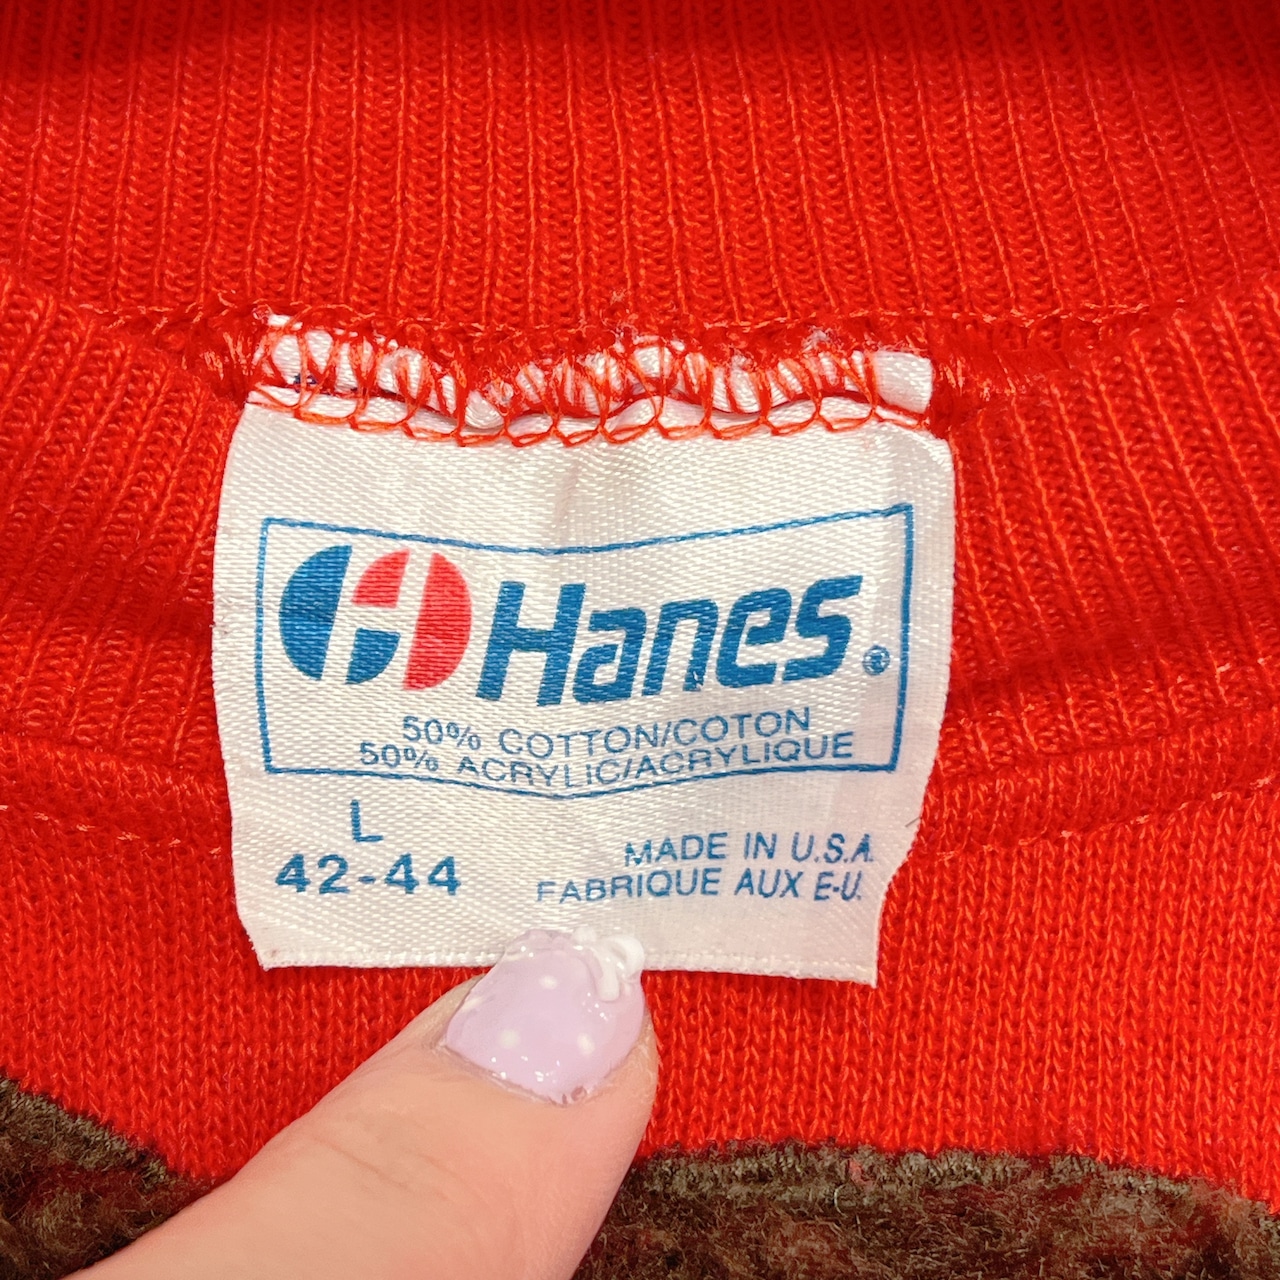 Hanes®
50% COTTON/COTON
50% ACRYLIC/ACRYLIQUE
L
42-44
MADE IN U.S.A.
FABRIQUE AUX E-U.